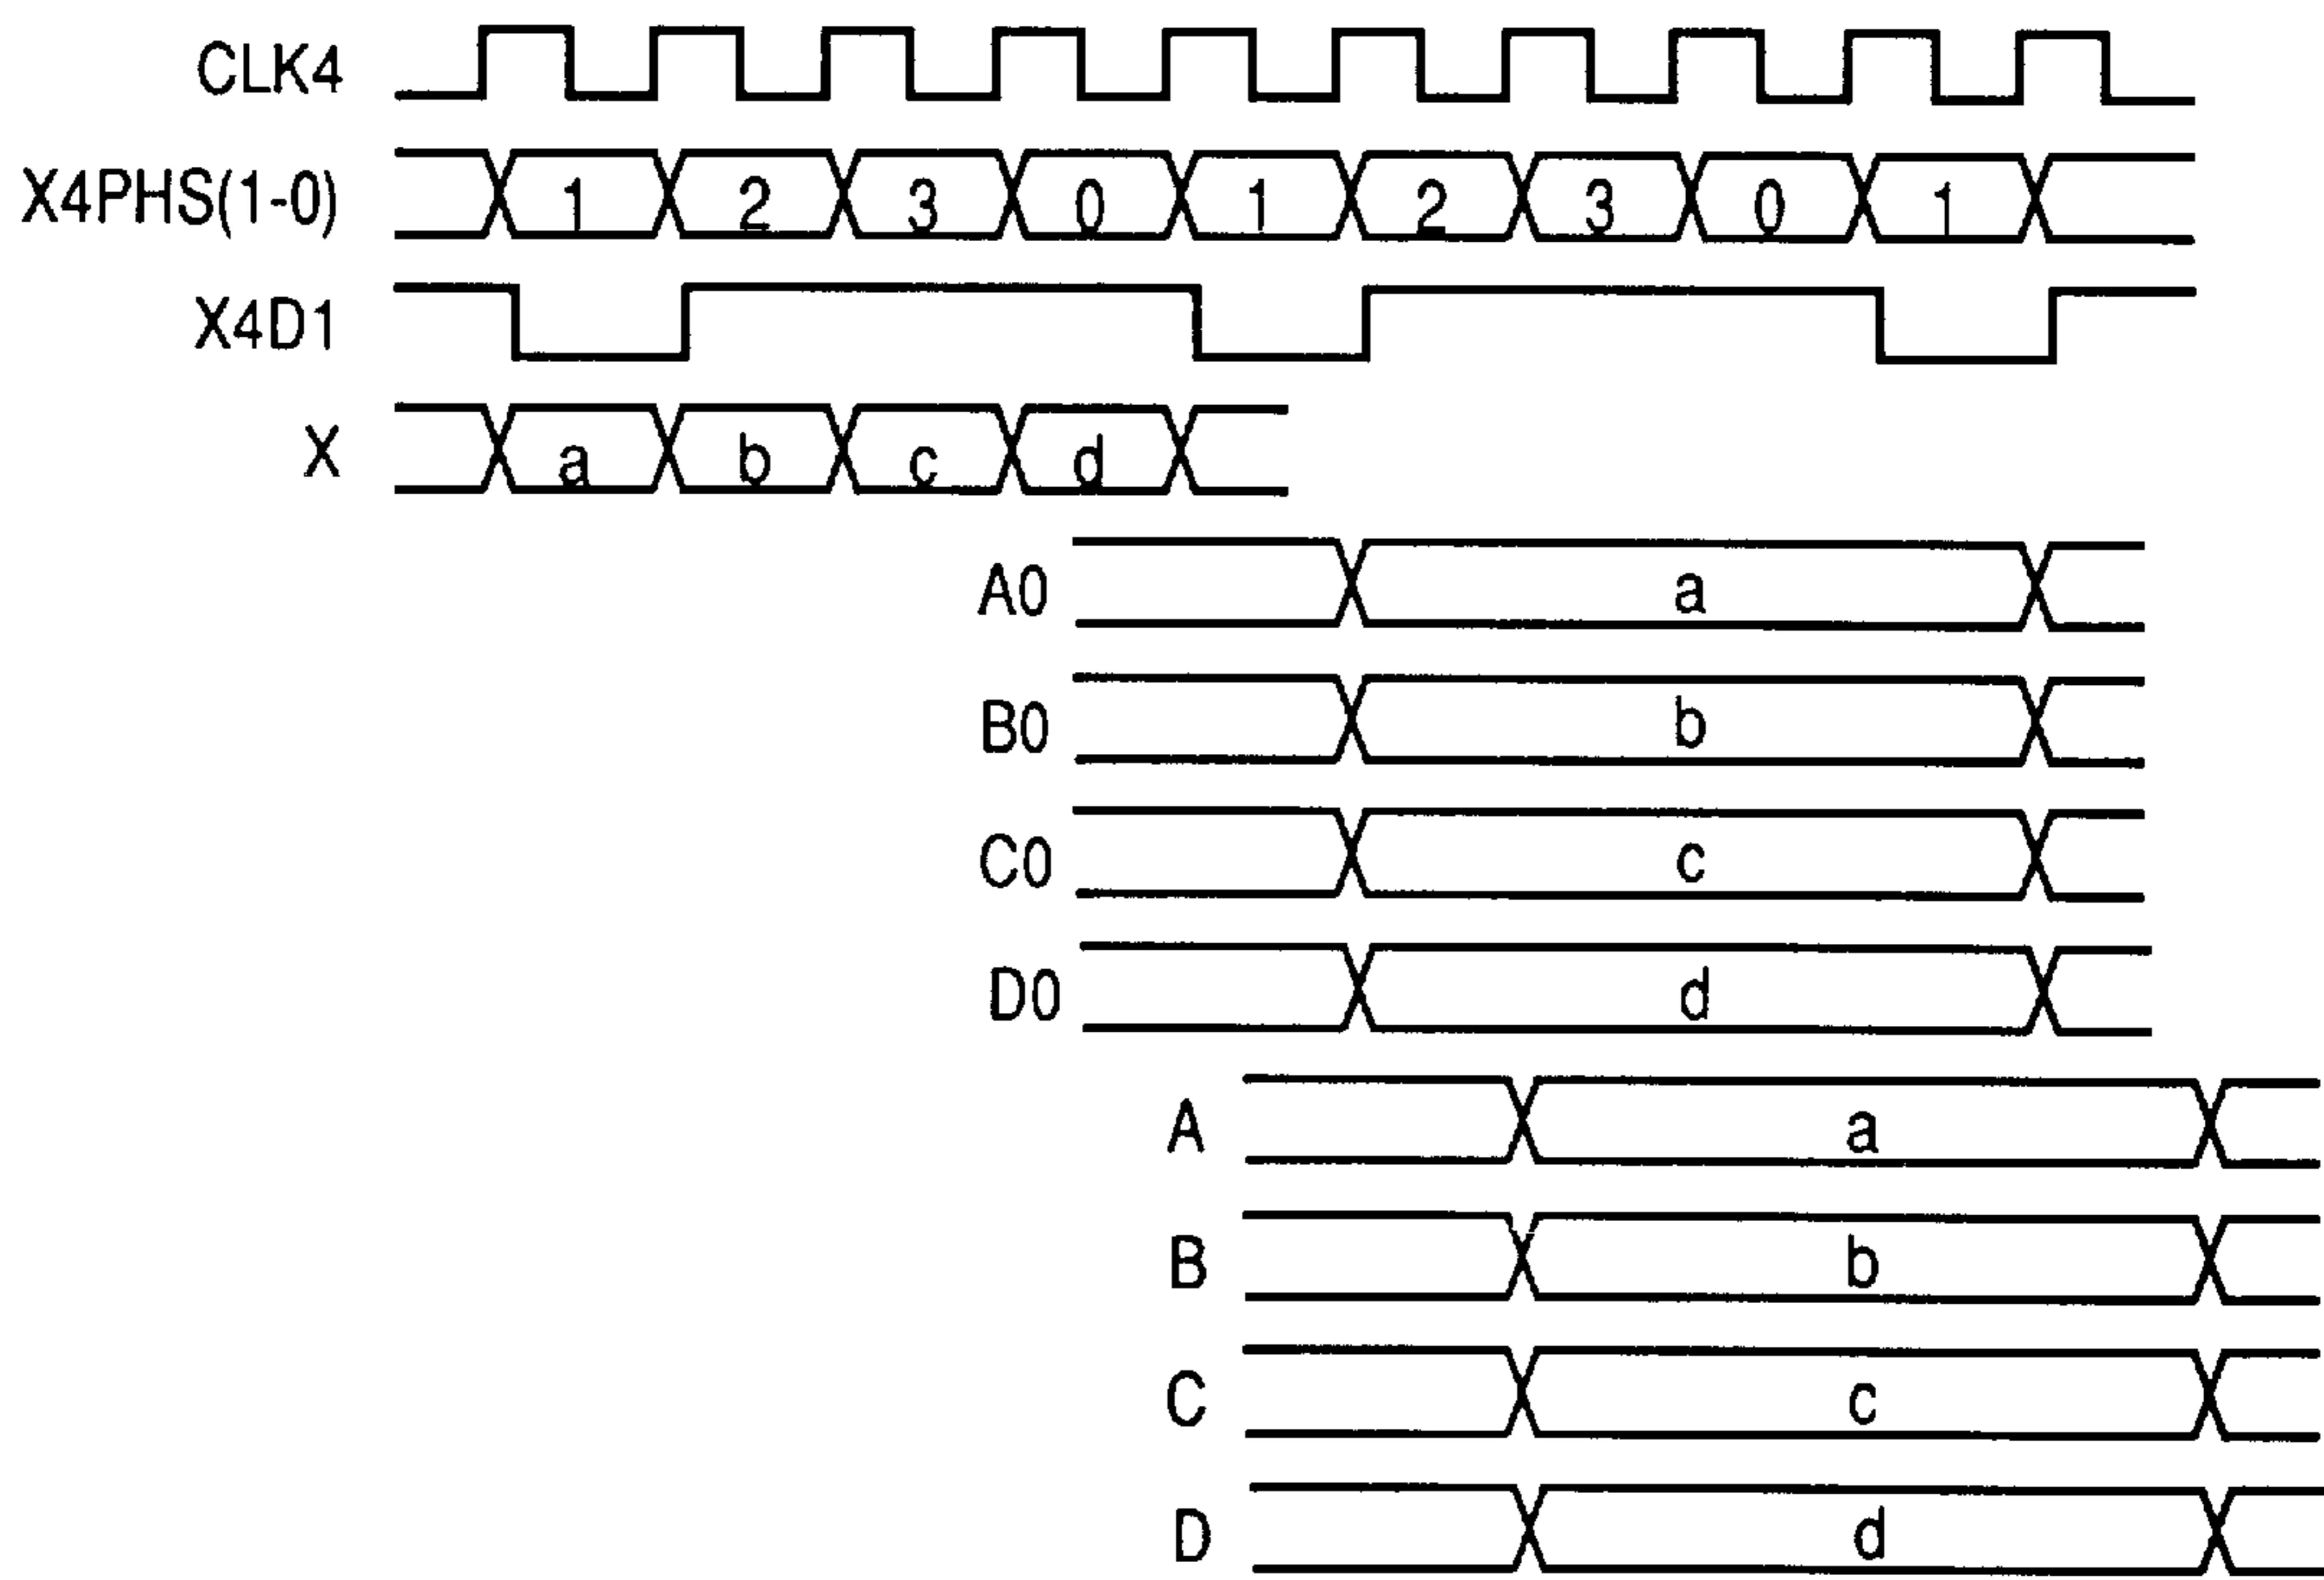 CLK4
X4PHS(1-0) 1 2 3 0 1 2 3 0 1
X4D1
X a b c d
A0 a
B0 b
C0 c
D0 d
A a
B b
C c
D d